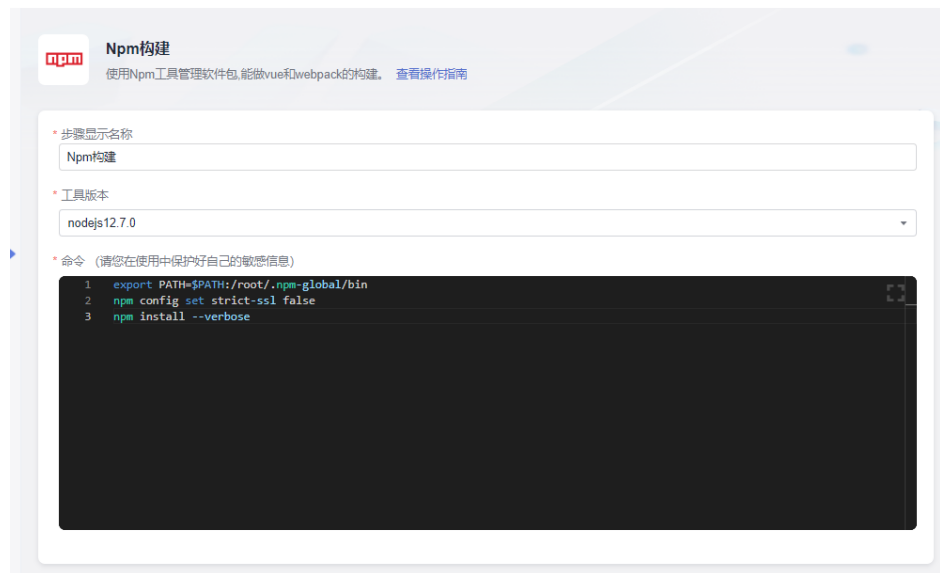 npm
Npm构建
使用Npm工具管理软件包,能做vue和webpack的构建。 查看操作指南
* 步骤显示名称
Npm构建
* 工具版本
nodejs12.7.0
* 命令 (请您在使用中保护好自己的敏感信息)
1 export PATH=$PATH:/root/.npm-global/bin
2 npm config set strict-ssl false
3 npm install --verbose